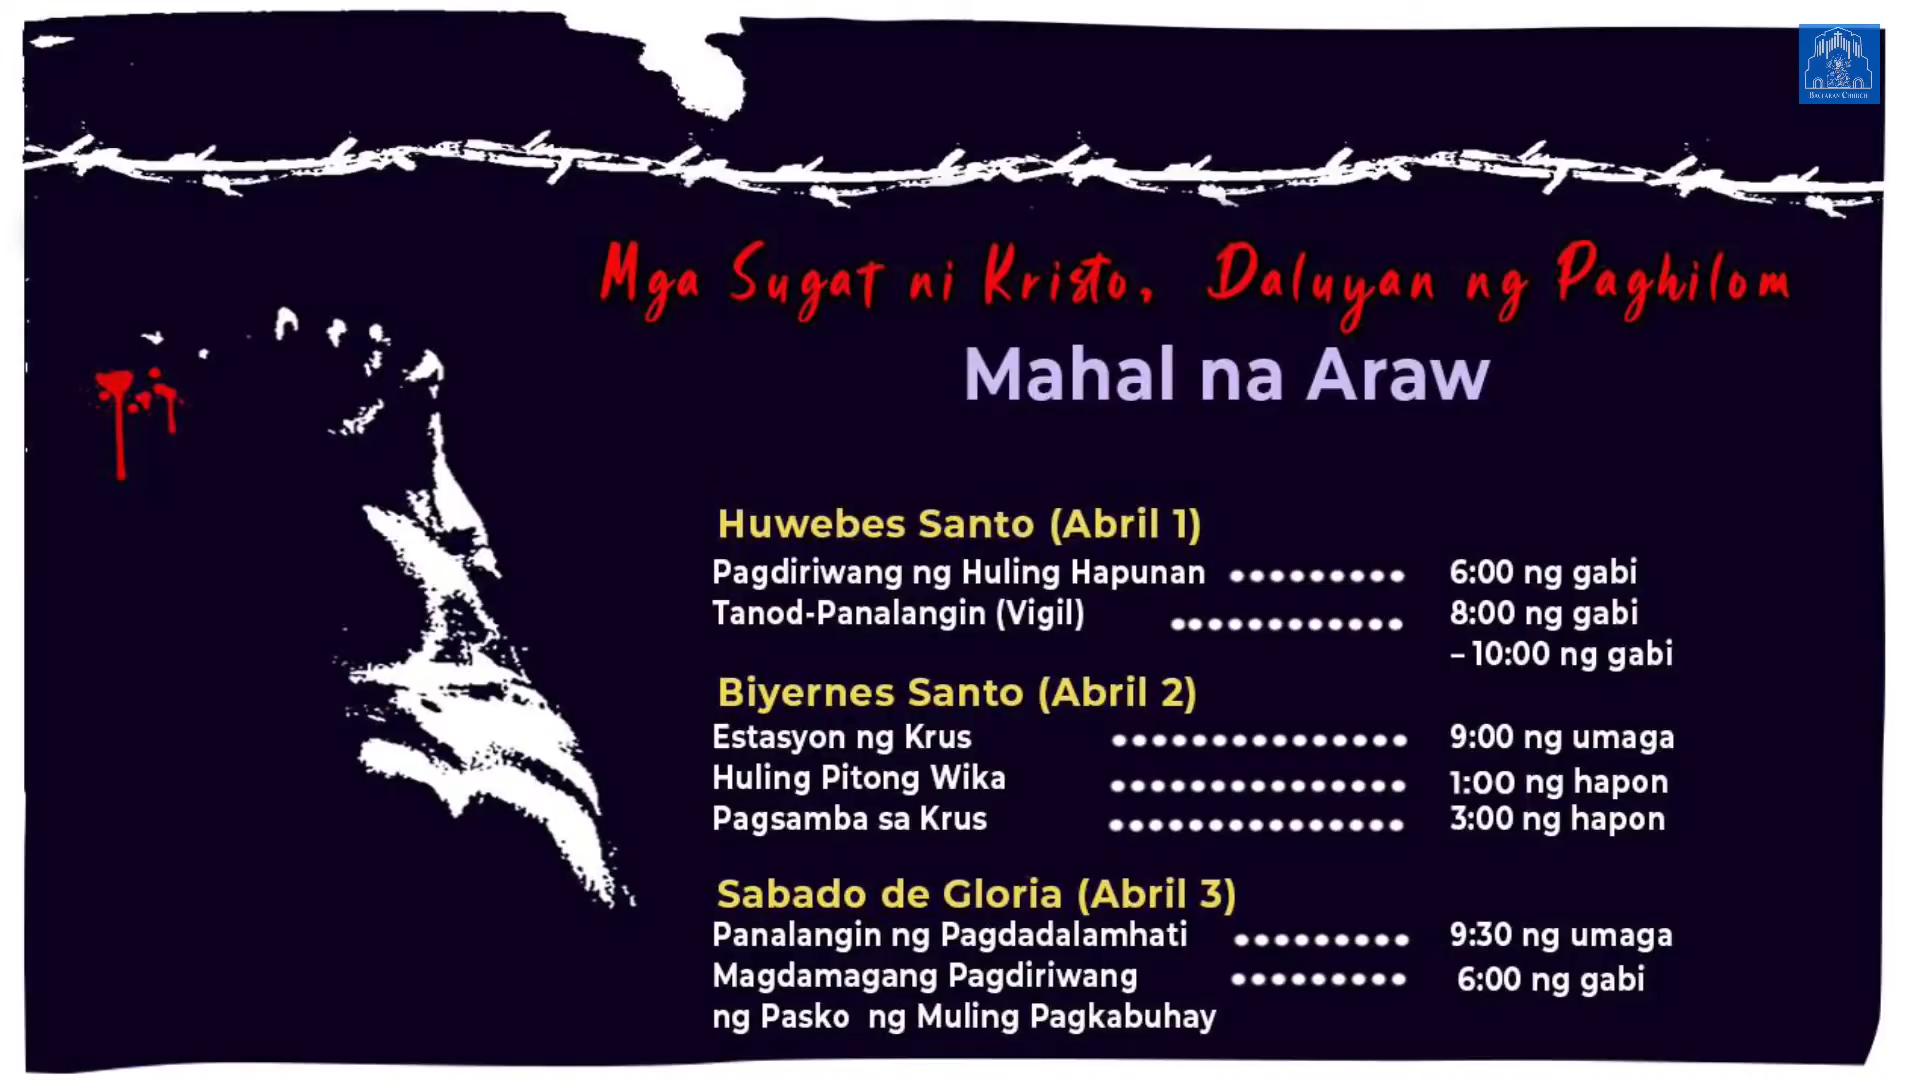 BACLARAN CHURCH
Mga Sugat ni Kristo, Daluyan ng Paghilom
Mahal na Araw
Huwebes Santo (Abril 1)
Pagdiriwang ng Huling Hapunan ......... 6:00 ng gabi
Tanod-Panalangin (Vigil) ............ 8:00 ng gabi
– 10:00 ng gabi
Biyernes Santo (Abril 2)
Estasyon ng Krus ............... 9:00 ng umaga
Huling Pitong Wika ............... 1:00 ng hapon
Pagsamba sa Krus ............... 3:00 ng hapon
Sabado de Gloria (Abril 3)
Panalangin ng Pagdadalamhati ......... 9:30 ng umaga
Magdamagang Pagdiriwang ......... 6:00 ng gabi
ng Pasko ng Muling Pagkabuhay